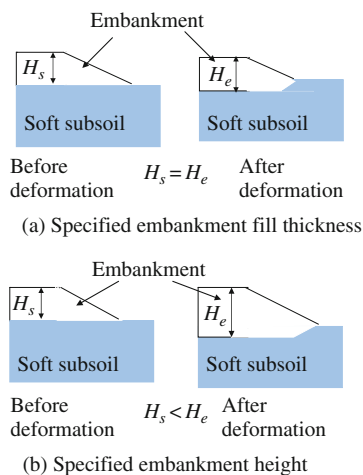 Embankment
Hs
He
Soft subsoil
Soft subsoil
Before deformation
Hs = He
After deformation
(a) Specified embankment fill thickness
Embankment
Hs
He
Soft subsoil
Soft subsoil
Before deformation
Hs < He
After deformation
(b) Specified embankment height